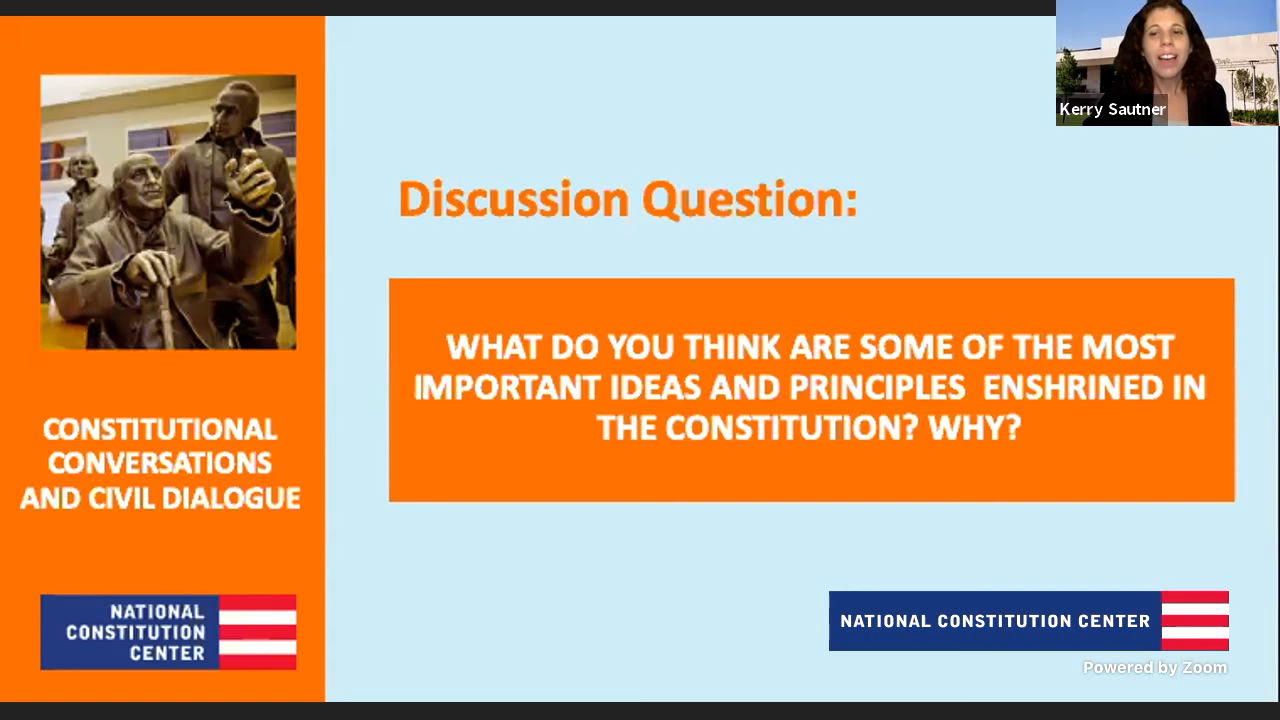 Kerry Sautner
Discussion Question:
WHAT DO YOU THINK ARE SOME OF THE MOST
IMPORTANT IDEAS AND PRINCIPLES ENSHRINED IN
THE CONSTITUTION? WHY?
CONSTITUTIONAL
CONVERSATIONS
AND CIVIL DIALOGUE
NATIONAL
CONSTITUTION
CENTER
NATIONAL CONSTITUTION CENTER
Powered by Zoom